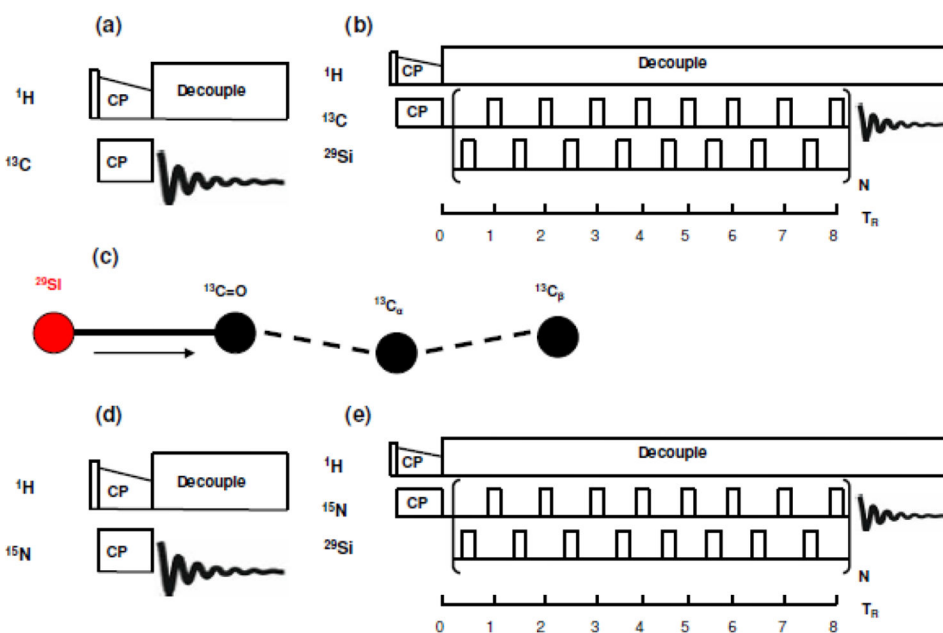 (a)
¹H
CP
Decouple
¹³C
CP
(b)
¹H
CP
Decouple
¹³C
CP
²⁹Si
N
T_R
0 1 2 3 4 5 6 7 8
(c)
²⁹SI
¹³C=O
¹³Cα
¹³Cβ
(d)
¹H
CP
Decouple
¹⁵N
CP
(e)
¹H
CP
Decouple
¹⁵N
CP
²⁹Si
N
T_R
0 1 2 3 4 5 6 7 8